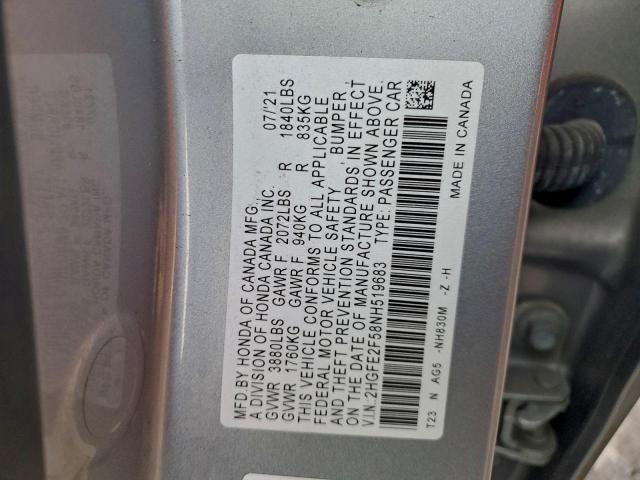 MFD.BY HONDA OF CANADA MFG., 07/21
A DIVISION OF HONDA CANADA INC.
GVWR 3880LBS GAWR F 2072LBS R 1840LBS
GVWR 1760KG GAWR F 940KG R 835KG
THIS VEHICLE CONFORMS TO ALL APPLICABLE
FEDERAL MOTOR VEHICLE SAFETY, BUMPER,
AND THEFT PREVENTION STANDARDS IN EFFECT
ON THE DATE OF MANUFACTURE SHOWN ABOVE.
V.I.N.:2HGFE2F58NH519683 TYPE: PASSENGER CAR
T23 N AG5 -NH830M -Z -H
MADE IN CANADA